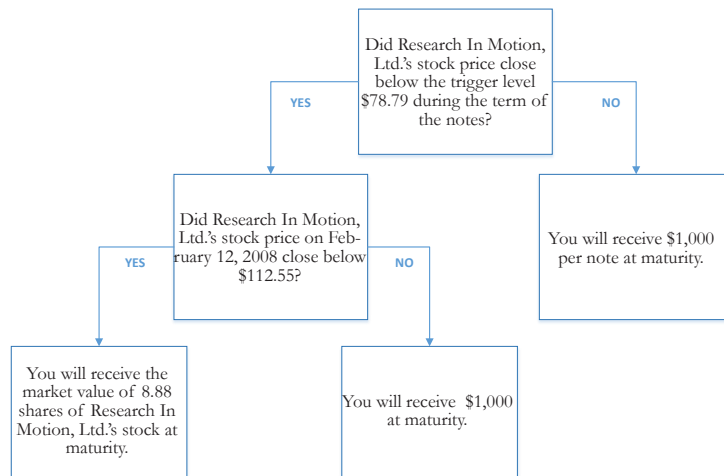 Did Research In Motion,
Ltd.'s stock price close
below the trigger level
$78.79 during the term of
the notes?
YES
NO
Did Research In Motion,
Ltd.'s stock price on Feb-
ruary 12, 2008 close below
$112.55?
You will receive $1,000
per note at maturity.
YES
NO
You will receive the
market value of 8.88
shares of Research In
Motion, Ltd.'s stock at
maturity.
You will receive $1,000
at maturity.